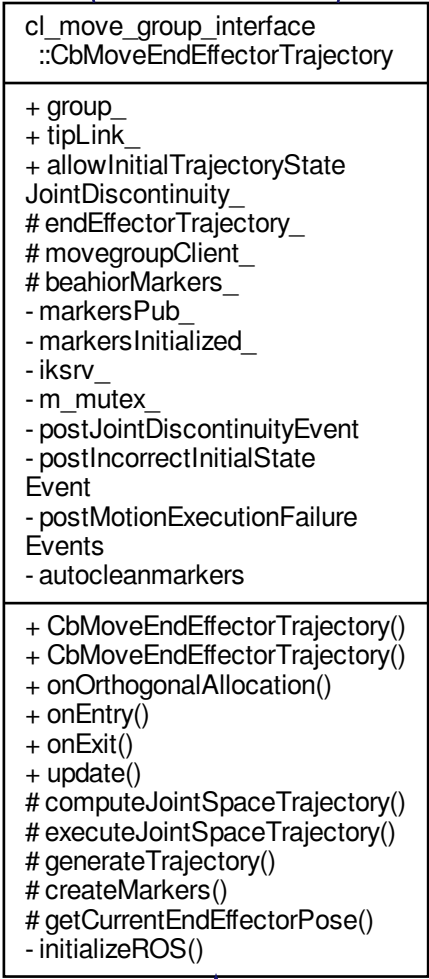 cl_move_group_interface
::CbMoveEndEffectorTrajectory
+ group_
+ tipLink_
+ allowInitialTrajectoryState
JointDiscontinuity_
# endEffectorTrajectory_
# movegroupClient_
# beahiorMarkers_
- markersPub_
- markersInitialized_
- iksrv_
- m_mutex_
- postJointDiscontinuityEvent
- postIncorrectInitialState
Event
- postMotionExecutionFailure
Events
- autocleanmarkers
+ CbMoveEndEffectorTrajectory()
+ CbMoveEndEffectorTrajectory()
+ onOrthogonalAllocation()
+ onEntry()
+ onExit()
+ update()
# computeJointSpaceTrajectory()
# executeJointSpaceTrajectory()
# generateTrajectory()
# createMarkers()
# getCurrentEndEffectorPose()
- initializeROS()